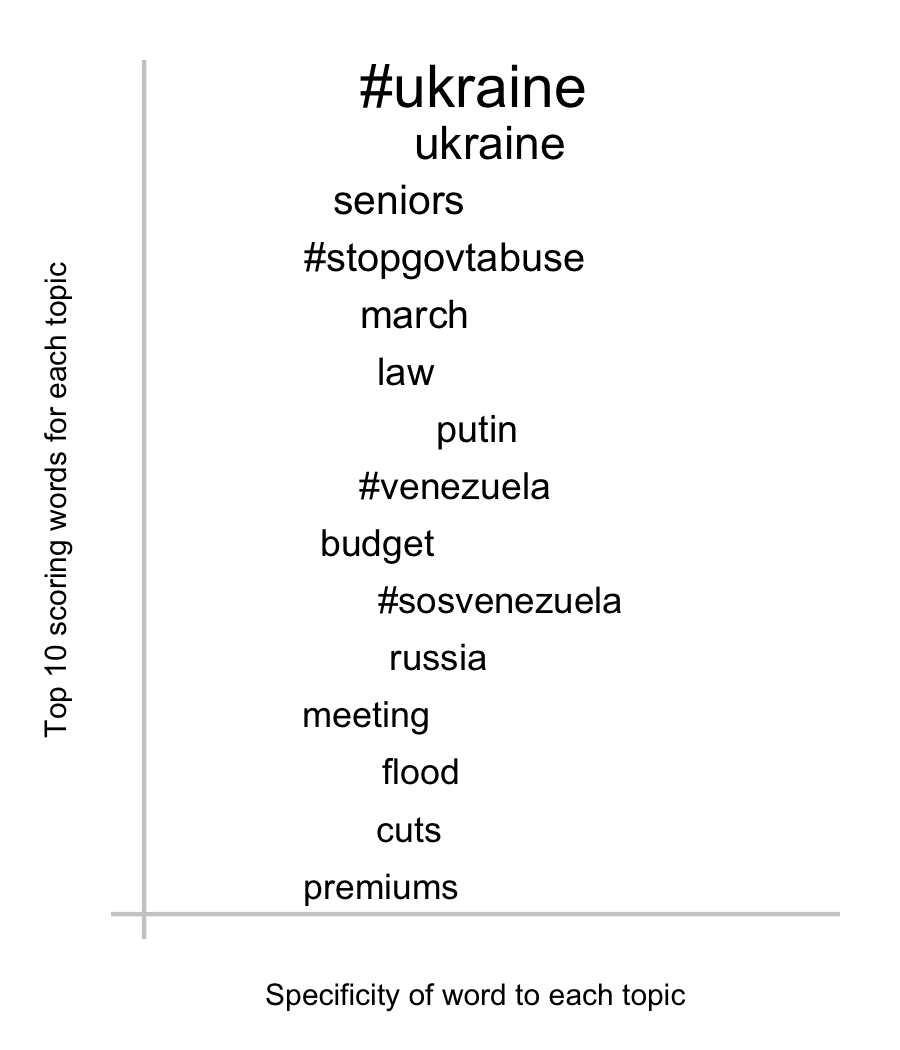 #ukraine
ukraine
seniors
#stopgovtabuse
march
law
putin
#venezuela
budget
#sosvenezuela
russia
meeting
flood
cuts
premiums
Top 10 scoring words for each topic
Specificity of word to each topic